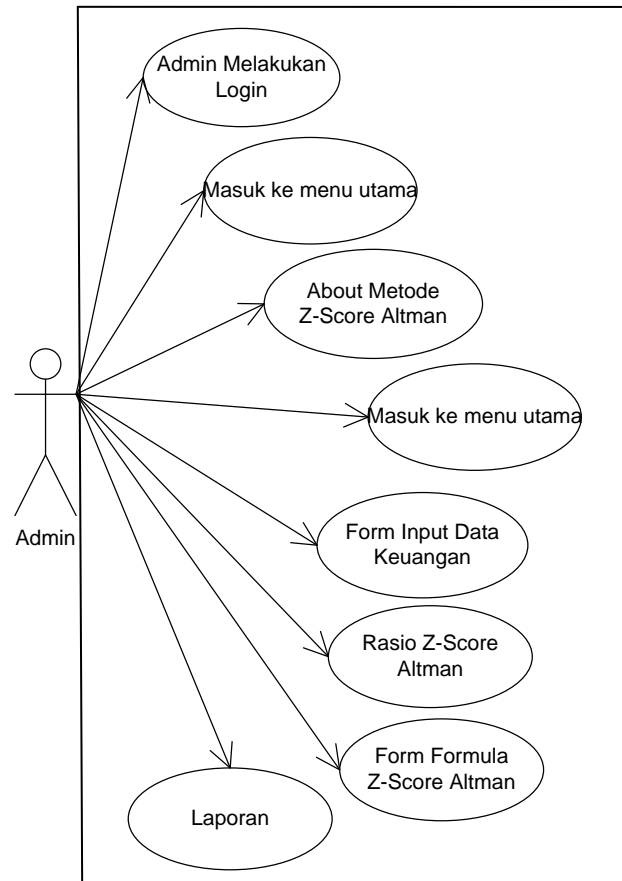 Admin Melakukan
Login
Masuk ke menu utama
About Metode
Z-Score Altman
Masuk ke menu utama
Admin
Form Input Data
Keuangan
Rasio Z-Score
Altman
Form Formula
Z-Score Altman
Laporan